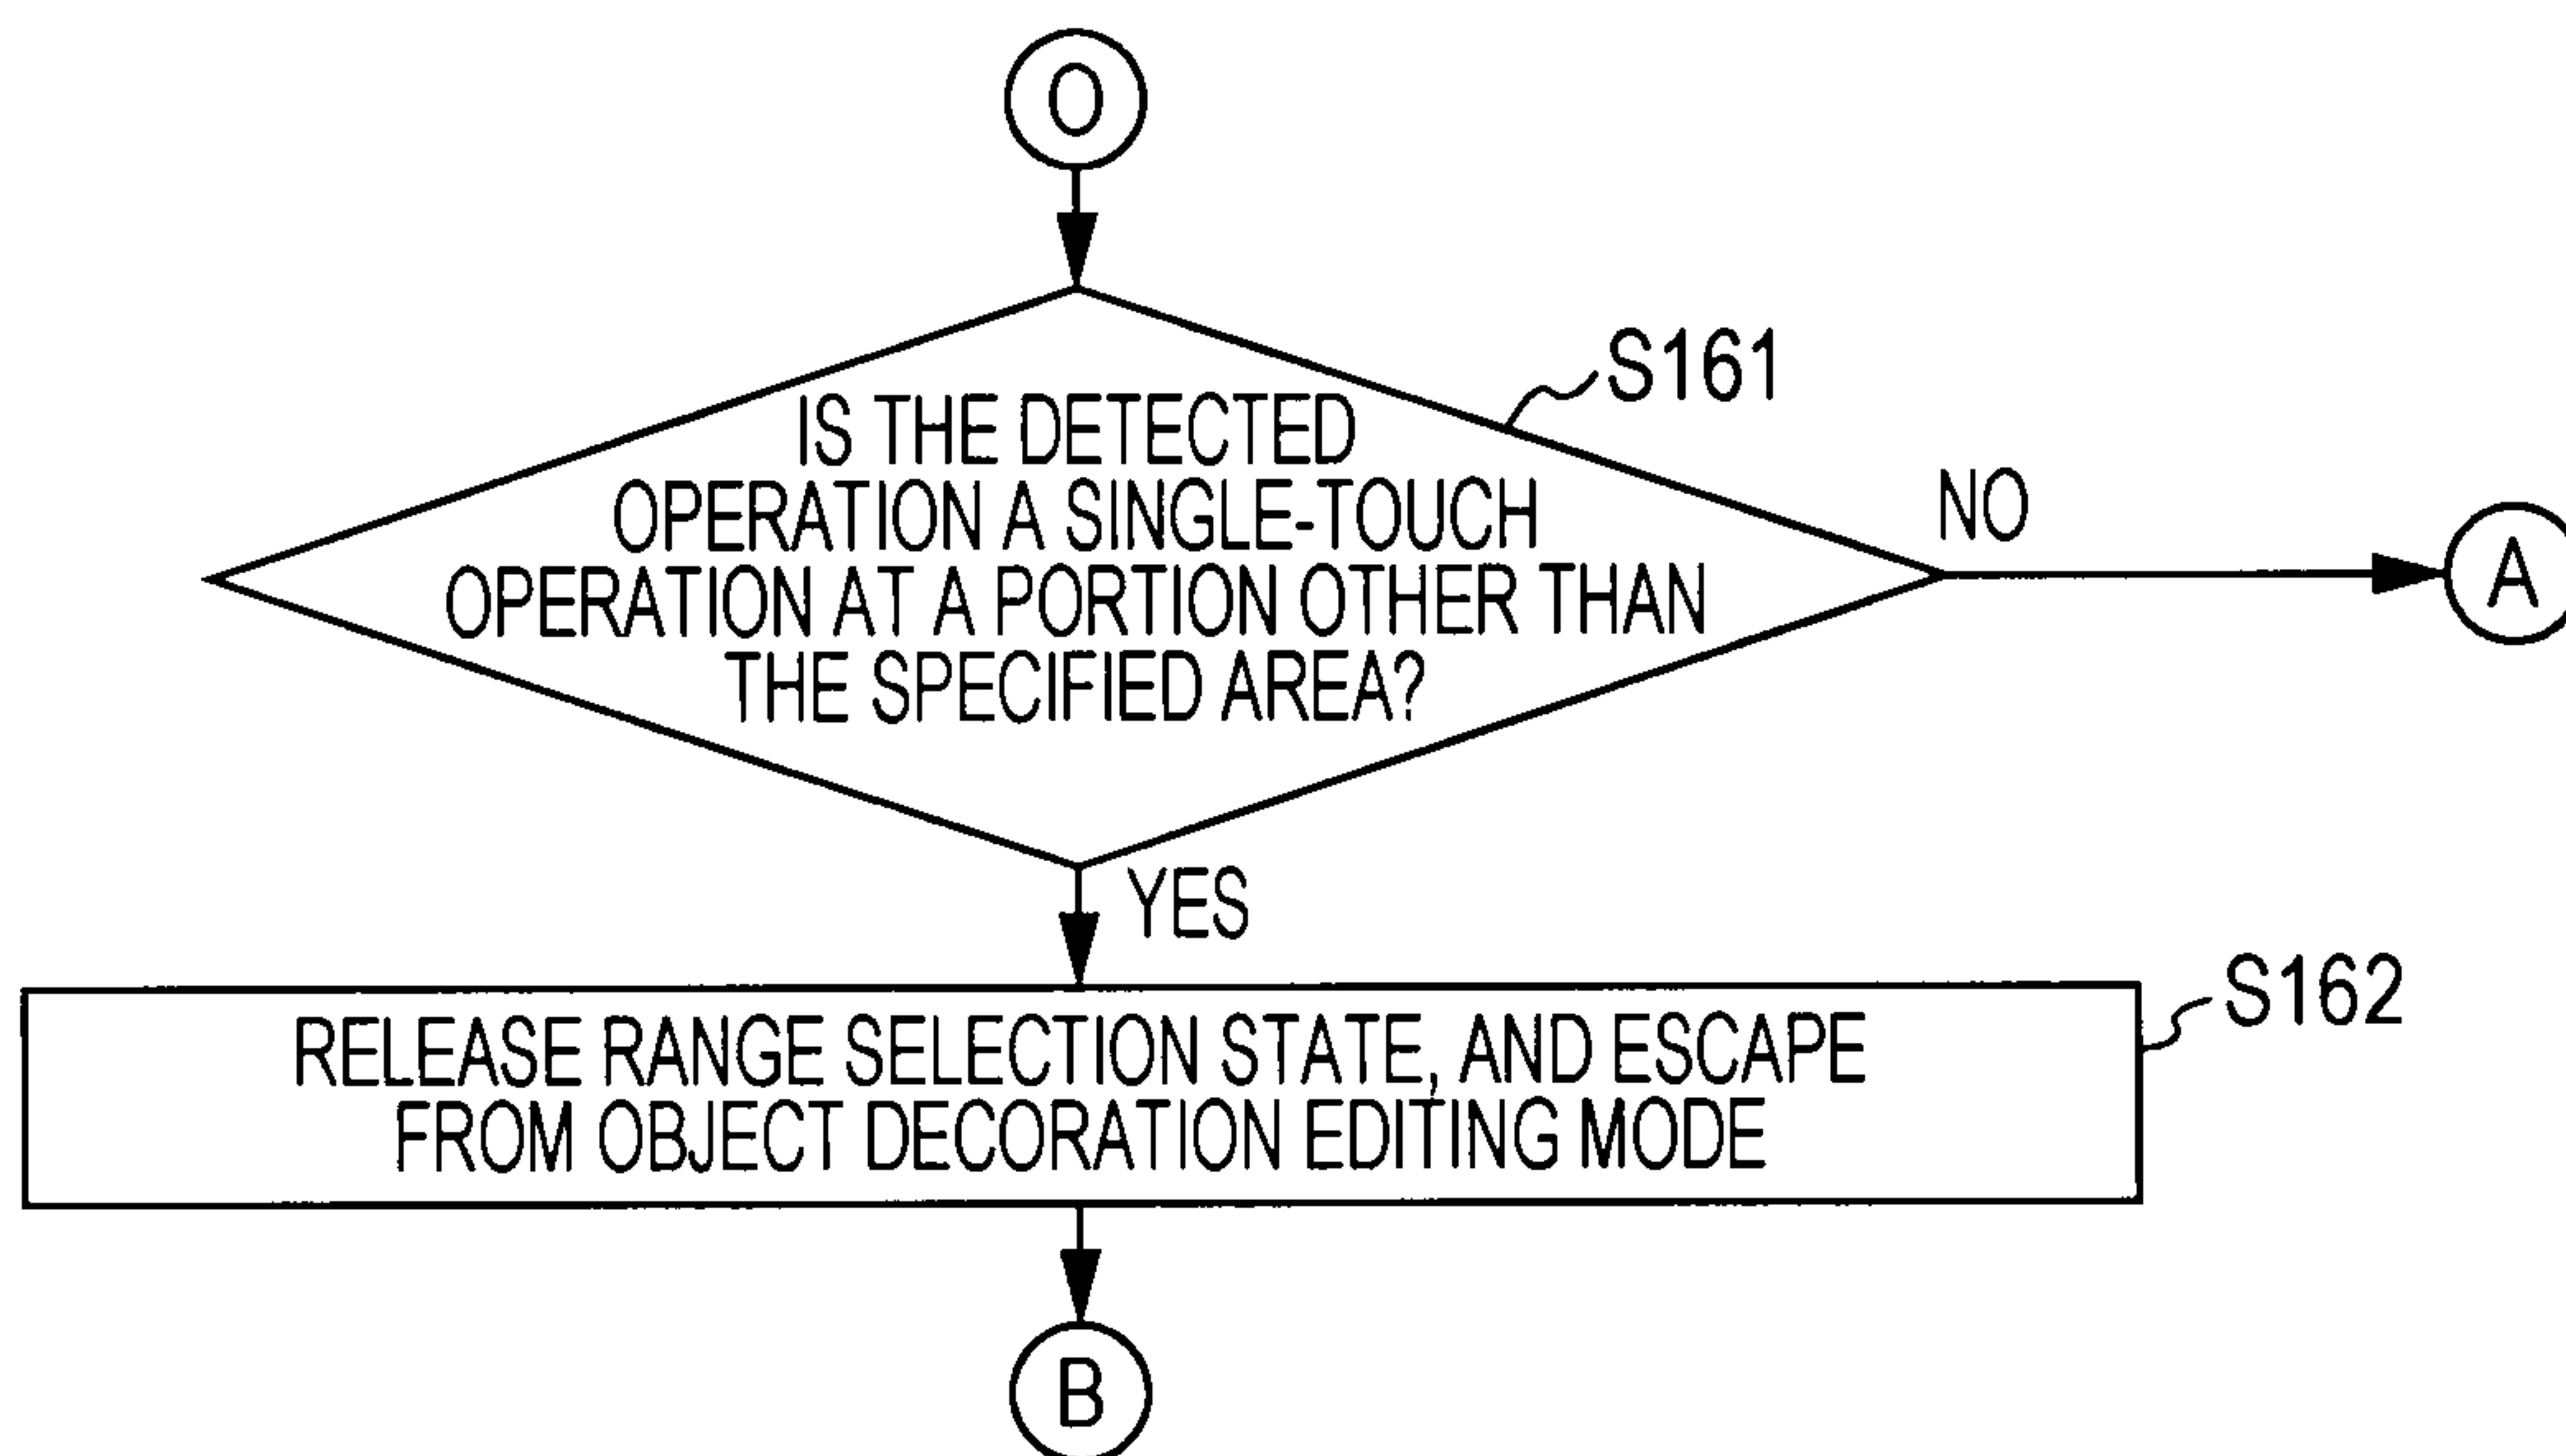 O
S161
IS THE DETECTED
OPERATION A SINGLE-TOUCH
OPERATION AT A PORTION OTHER THAN
THE SPECIFIED AREA?
NO
A
YES
S162
RELEASE RANGE SELECTION STATE, AND ESCAPE
FROM OBJECT DECORATION EDITING MODE
B